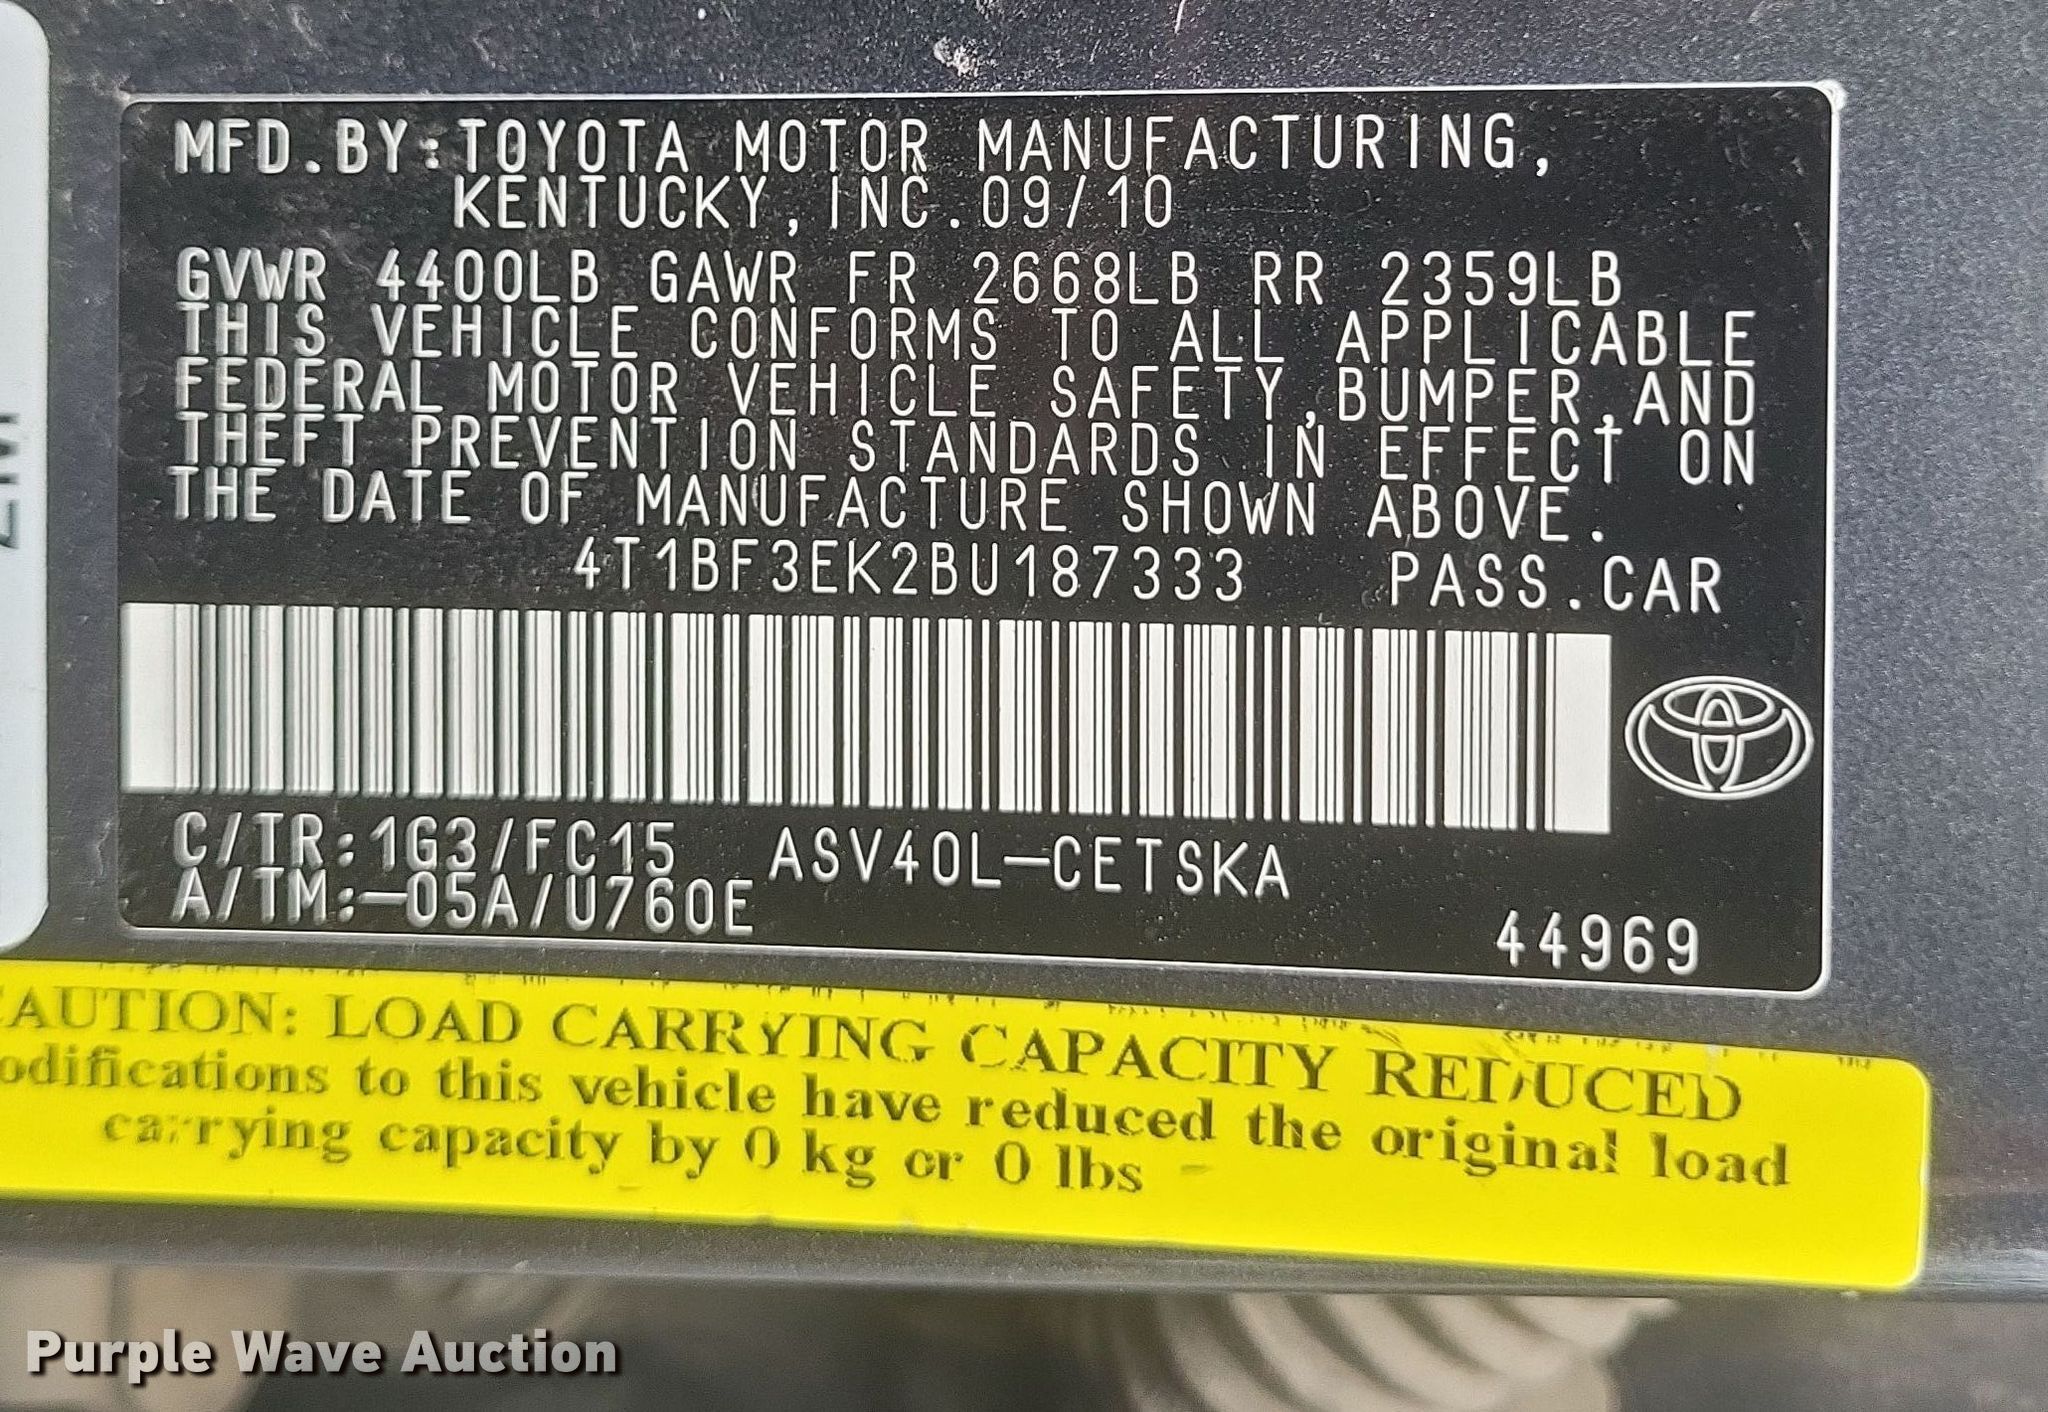 MFD.BY:TOYOTA MOTOR MANUFACTURING,
KENTUCKY,INC.09/10
GVWR 4400LB GAWR FR 2668LB RR 2359LB
THIS VEHICLE CONFORMS TO ALL APPLICABLE
FEDERAL MOTOR VEHICLE SAFETY,BUMPER,AND
THEFT PREVENTION STANDARDS IN EFFECT ON
THE DATE OF MANUFACTURE SHOWN ABOVE.
4T1BF3EK2BU187333 PASS.CAR
C/TR:1G3/FC15 ASV40L-CETSKA
A/TM:-05A/U760E
44969
CAUTION: LOAD CARRYING CAPACITY REDUCED
odifications to this vehicle have reduced the original load
carrying capacity by 0 kg or 0 lbs
Purple Wave Auction